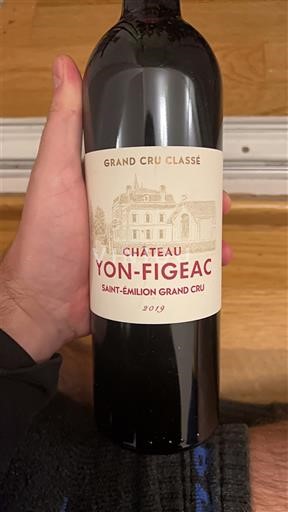 GRAND CRU CLASSÉ
CHÂTEAU
YON-FIGEAC
SAINT-ÉMILION GRAND CRU
2019